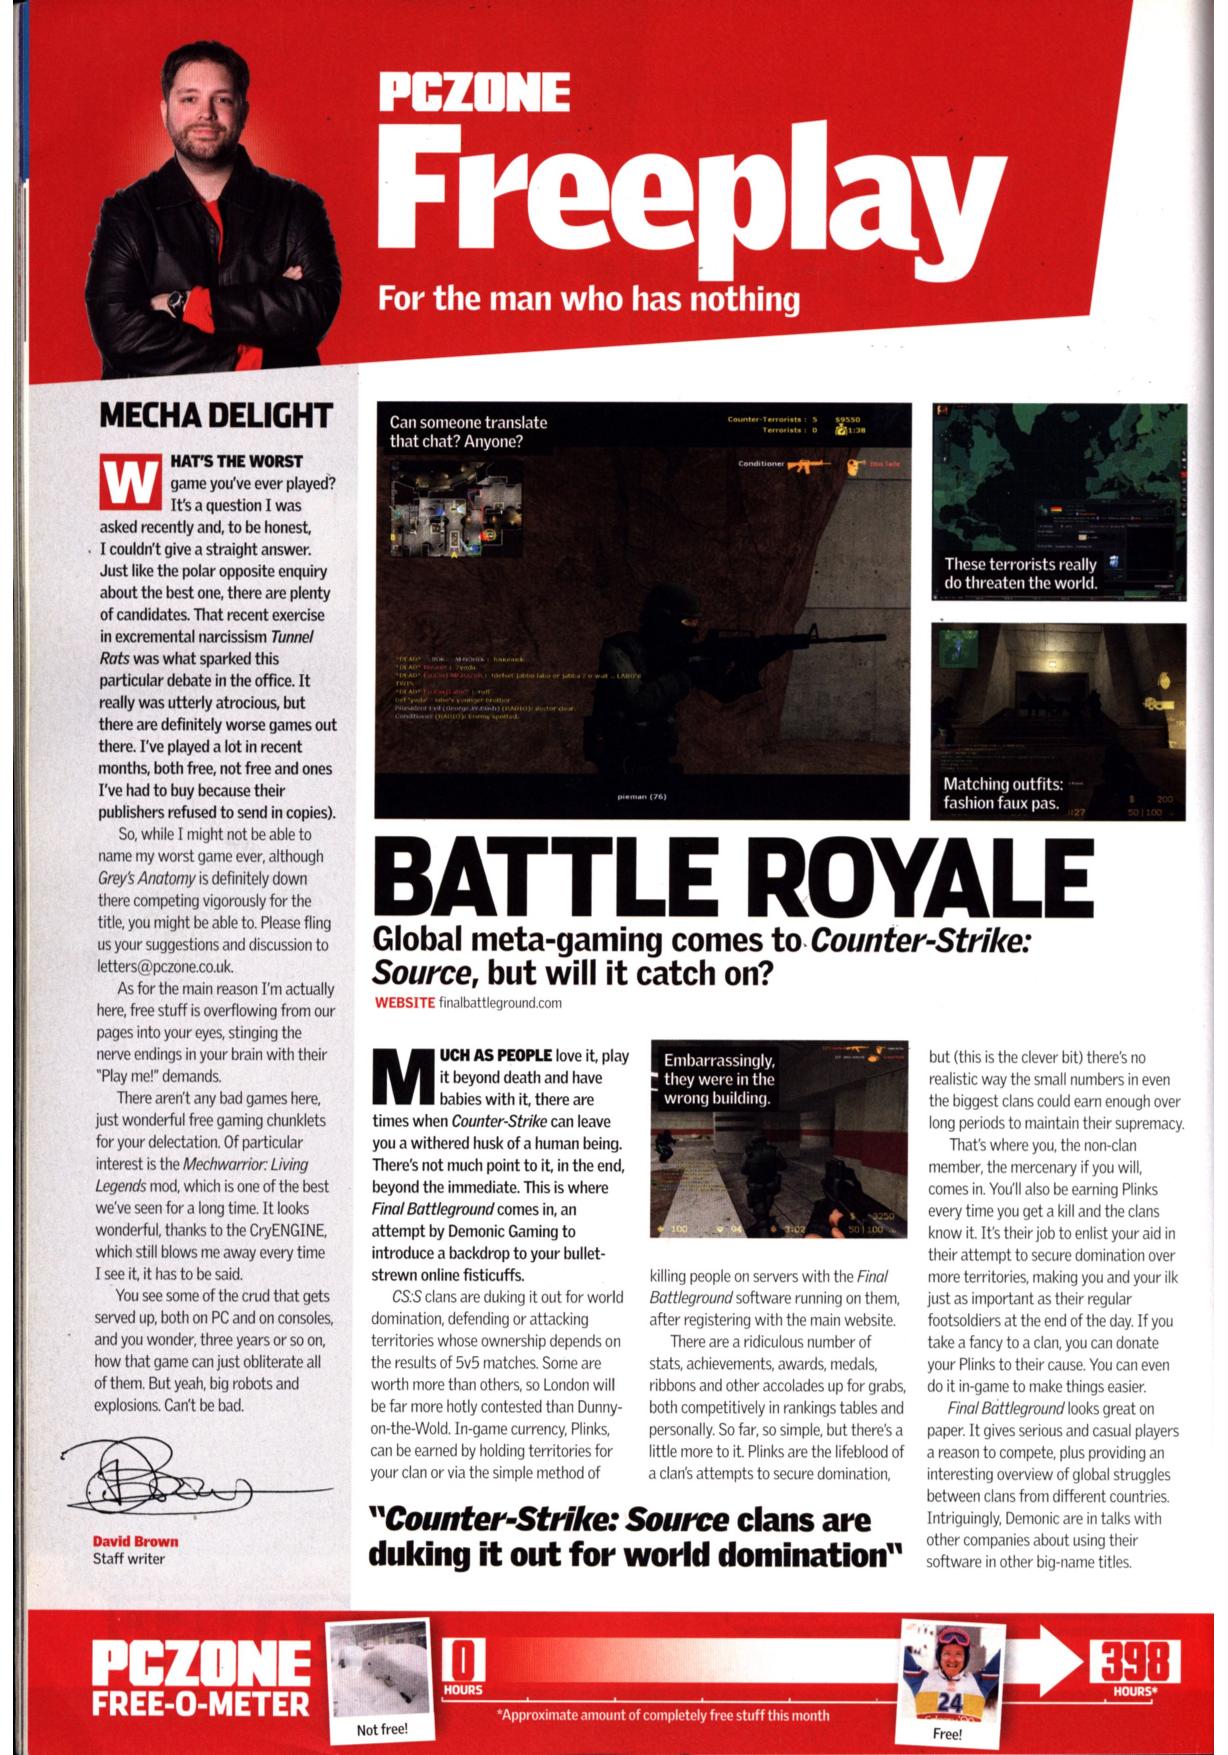 PCZONE
Freeplay
For the man who has nothing
MECHA DELIGHT
WHAT'S THE WORST
game you've ever played?
It's a question I was
asked recently and, to be honest,
I couldn't give a straight answer.
Just like the polar opposite enquiry
about the best one, there are plenty
of candidates. That recent exercise
in excremental narcissism Tunnel
Rats was what sparked this
particular debate in the office. It
really was utterly atrocious, but
there are definitely worse games out
there. I've played a lot in recent
months, both free, not free and ones
I've had to buy because their
publishers refused to send in copies).
So, while I might not be able to
name my worst game ever, although
Grey's Anatomy is definitely down
there competing vigorously for the
title, you might be able to. Please fling
us your suggestions and discussion to
letters@pczone.co.uk.
As for the main reason I'm actually
here, free stuff is overflowing from our
pages into your eyes, stinging the
nerve endings in your brain with their
"Play me!" demands.
There aren't any bad games here,
just wonderful free gaming chunklets
for your delectation. Of particular
interest is the Mechwarrior: Living
Legends mod, which is one of the best
we've seen for a long time. It looks
wonderful, thanks to the CryENGINE,
which still blows me away every time
I see it, it has to be said.
You see some of the crud that gets
served up, both on PC and on consoles,
and you wonder, three years or so on,
how that game can just obliterate all
of them. But yeah, big robots and
explosions. Can't be bad.
David Brown
Staff writer
Can someone translate
that chat? Anyone?
Counter-Terrorists : 5 $9550
Terrorists : 0 1:38
Conditioner
pieman (76)
These terrorists really
do threaten the world.
Matching outfits:
fashion faux pas.
$ 200
:27 50|100
BATTLE ROYALE
Global meta-gaming comes to Counter-Strike:
Source, but will it catch on?
WEBSITE finalbattleground.com
MUCH AS PEOPLE love it, play
it beyond death and have
babies with it, there are
times when Counter-Strike can leave
you a withered husk of a human being.
There's not much point to it, in the end,
beyond the immediate. This is where
Final Battleground comes in, an
attempt by Demonic Gaming to
introduce a backdrop to your bullet-
strewn online fisticuffs.
CS:S clans are duking it out for world
domination, defending or attacking
territories whose ownership depends on
the results of 5v5 matches. Some are
worth more than others, so London will
be far more hotly contested than Dunny-
on-the-Wold. In-game currency, Plinks,
can be earned by holding territories for
your clan or via the simple method of
Embarrassingly,
they were in the
wrong building.
100 94 3:02 $ 3250
50|100
killing people on servers with the Final
Battleground software running on them,
after registering with the main website.
There are a ridiculous number of
stats, achievements, awards, medals,
ribbons and other accolades up for grabs,
both competitively in rankings tables and
personally. So far, so simple, but there's a
little more to it. Plinks are the lifeblood of
a clan's attempts to secure domination,
but (this is the clever bit) there's no
realistic way the small numbers in even
the biggest clans could earn enough over
long periods to maintain their supremacy.
That's where you, the non-clan
member, the mercenary if you will,
comes in. You'll also be earning Plinks
every time you get a kill and the clans
know it. It's their job to enlist your aid in
their attempt to secure domination over
more territories, making you and your ilk
just as important as their regular
footsoldiers at the end of the day. If you
take a fancy to a clan, you can donate
your Plinks to their cause. You can even
do it in-game to make things easier.
Final Battleground looks great on
paper. It gives serious and casual players
a reason to compete, plus providing an
interesting overview of global struggles
between clans from different countries.
Intriguingly, Demonic are in talks with
other companies about using their
software in other big-name titles.
"Counter-Strike: Source clans are
duking it out for world domination"
PCZONE
FREE-O-METER
Not free!
0
HOURS
*Approximate amount of completely free stuff this month
24
Free!
398
HOURS*